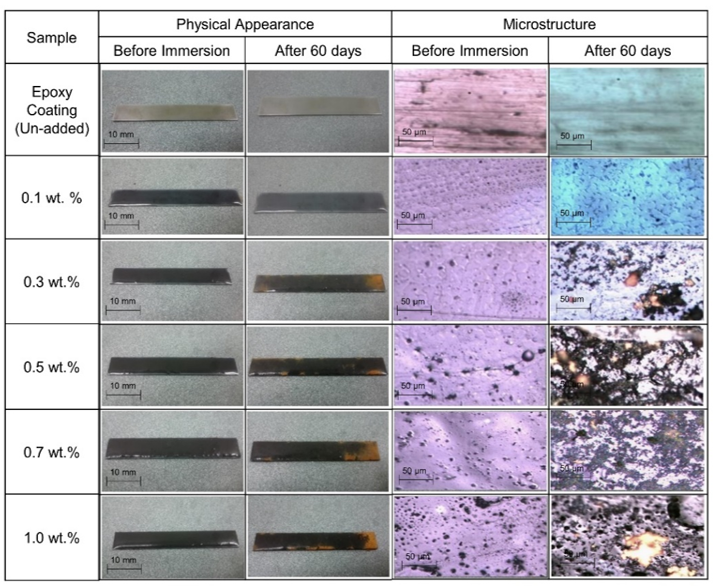 Sample
Physical Appearance
Microstructure
Before Immersion
After 60 days
Before Immersion
After 60 days
Epoxy
Coating
(Un-added)
10 mm
50 µm
50 µm
0.1 wt. %
10 mm
50 µm
50 µm
0.3 wt.%
10 mm
50 µm
50 µm
0.5 wt.%
10 mm
50 µm
50 µm
0.7 wt.%
10 mm
50 µm
50 µm
1.0 wt.%
10 mm
50 µm